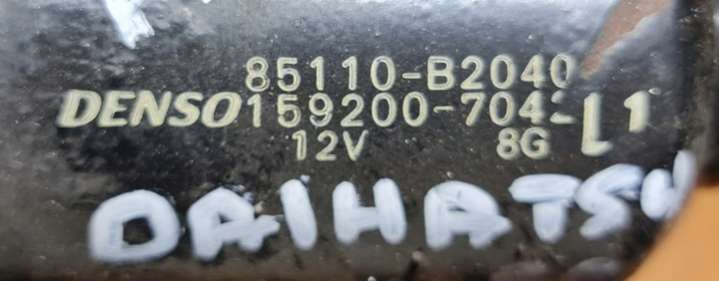 85110-B2040
DENSO 159200-7042 L1
12V 8G
DAIHATSU